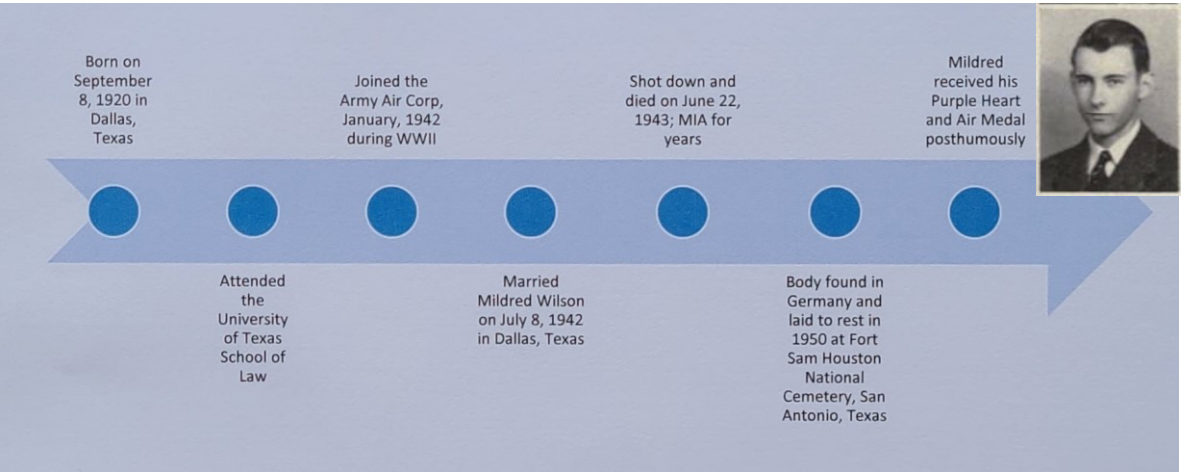 Born on
September
8, 1920 in
Dallas,
Texas
Attended
the
University
of Texas
School of
Law
Joined the
Army Air Corp,
January, 1942
during WWII
Married
Mildred Wilson
on July 8, 1942
in Dallas, Texas
Shot down and
died on June 22,
1943; MIA for
years
Body found in
Germany and
laid to rest in
1950 at Fort
Sam Houston
National
Cemetery, San
Antonio, Texas
Mildred
received his
Purple Heart
and Air Medal
posthumously